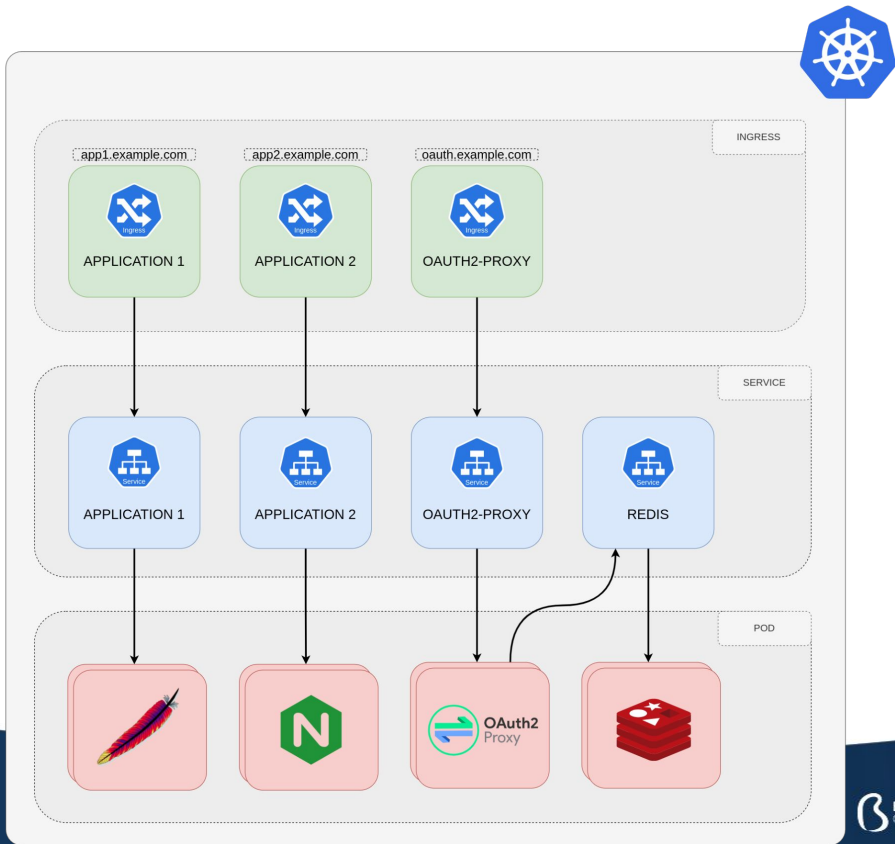 INGRESS
app1.example.com
app2.example.com
oauth.example.com
Ingress
Ingress
Ingress
APPLICATION 1
APPLICATION 2
OAUTH2-PROXY
SERVICE
Service
Service
Service
Service
APPLICATION 1
APPLICATION 2
OAUTH2-PROXY
REDIS
POD
N
OAuth2
Proxy